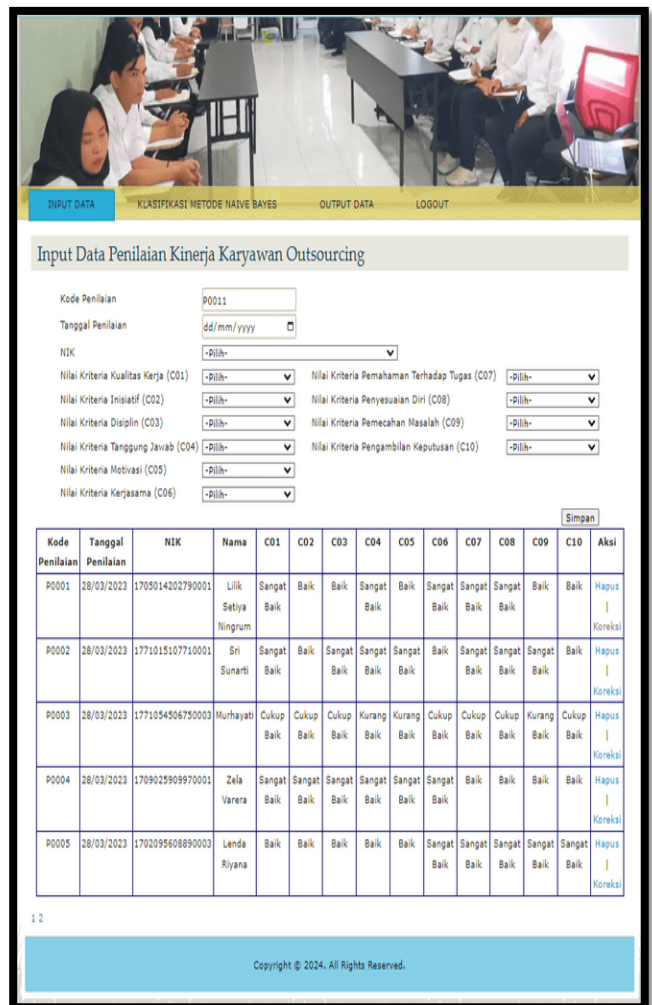 INPUT DATA KLASIFIKASI METODE NAIVE BAYES OUTPUT DATA LOGOUT
Input Data Penilaian Kinerja Karyawan Outsourcing
Kode Penilaian P0011
Tanggal Penilaian dd/mm/yyyy
NIK -Pilih-
Nilai Kriteria Kualitas Kerja (C01) -Pilih- Nilai Kriteria Pemahaman Terhadap Tugas (C07) -Pilih-
Nilai Kriteria Inisiatif (C02) -Pilih- Nilai Kriteria Penyesuaian Diri (C08) -Pilih-
Nilai Kriteria Disiplin (C03) -Pilih- Nilai Kriteria Pemecahan Masalah (C09) -Pilih-
Nilai Kriteria Tanggung Jawab (C04) -Pilih- Nilai Kriteria Pengambilan Keputusan (C10) -Pilih-
Nilai Kriteria Motivasi (C05) -Pilih-
Nilai Kriteria Kerjasama (C06) -Pilih-
Simpan
Kode Tanggal NIK Nama C01 C02 C03 C04 C05 C06 C07 C08 C09 C10 Aksi
Penilaian Penilaian
P0001 28/03/2023 1705014202790001 Lilik Sangat Baik Baik Sangat Baik Sangat Sangat Sangat Baik Baik Hapus
Setiya Baik Baik Baik Baik Baik |
Ningrum Koreksi
P0002 28/03/2023 1771015107710001 Sri Sangat Baik Sangat Sangat Sangat Baik Sangat Sangat Sangat Baik Hapus
Sunarti Baik Baik Baik Baik Baik Baik Baik |
Koreksi
P0003 28/03/2023 1771054506750003 Murhayati Cukup Cukup Cukup Kurang Kurang Cukup Cukup Cukup Kurang Cukup Hapus
Baik Baik Baik Baik Baik Baik Baik Baik Baik Baik |
Koreksi
P0004 28/03/2023 1709025909970001 Zela Sangat Sangat Sangat Sangat Sangat Sangat Baik Baik Baik Baik Hapus
Varera Baik Baik Baik Baik Baik Baik |
Koreksi
P0005 28/03/2023 1702095608890003 Lenda Baik Baik Baik Baik Baik Sangat Sangat Sangat Sangat Sangat Hapus
Riyana Baik Baik Baik Baik Baik |
Koreksi
1 2
Copyright © 2024. All Rights Reserved.